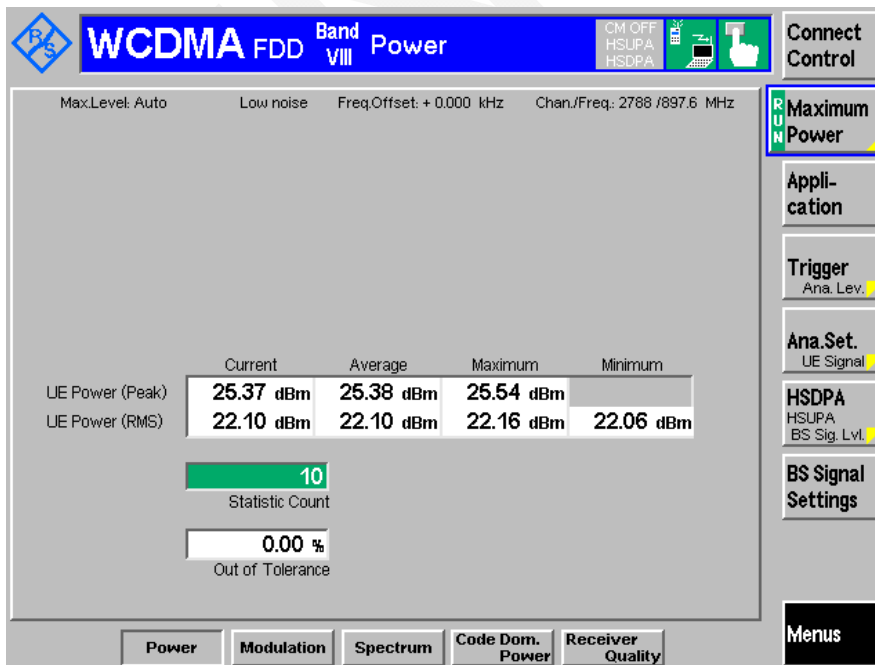 R&S
WCDMA FDD Band VIII Power
CM OFF
HSUPA
HSDPA
Connect Control
Max.Level: Auto Low noise Freq.Offset: + 0.000 kHz Chan./Freq.: 2788 /897.6 MHz
RUN
Maximum Power
Appli-
cation
Trigger
Ana. Lev.
Ana.Set.
UE Signal
Current Average Maximum Minimum
UE Power (Peak) 25.37 dBm 25.38 dBm 25.54 dBm
UE Power (RMS) 22.10 dBm 22.10 dBm 22.16 dBm 22.06 dBm
HSDPA
HSUPA
BS Sig. Lvl.
10
Statistic Count
BS Signal
Settings
0.00 %
Out of Tolerance
Power Modulation Spectrum Code Dom. Power Receiver Quality
Menus